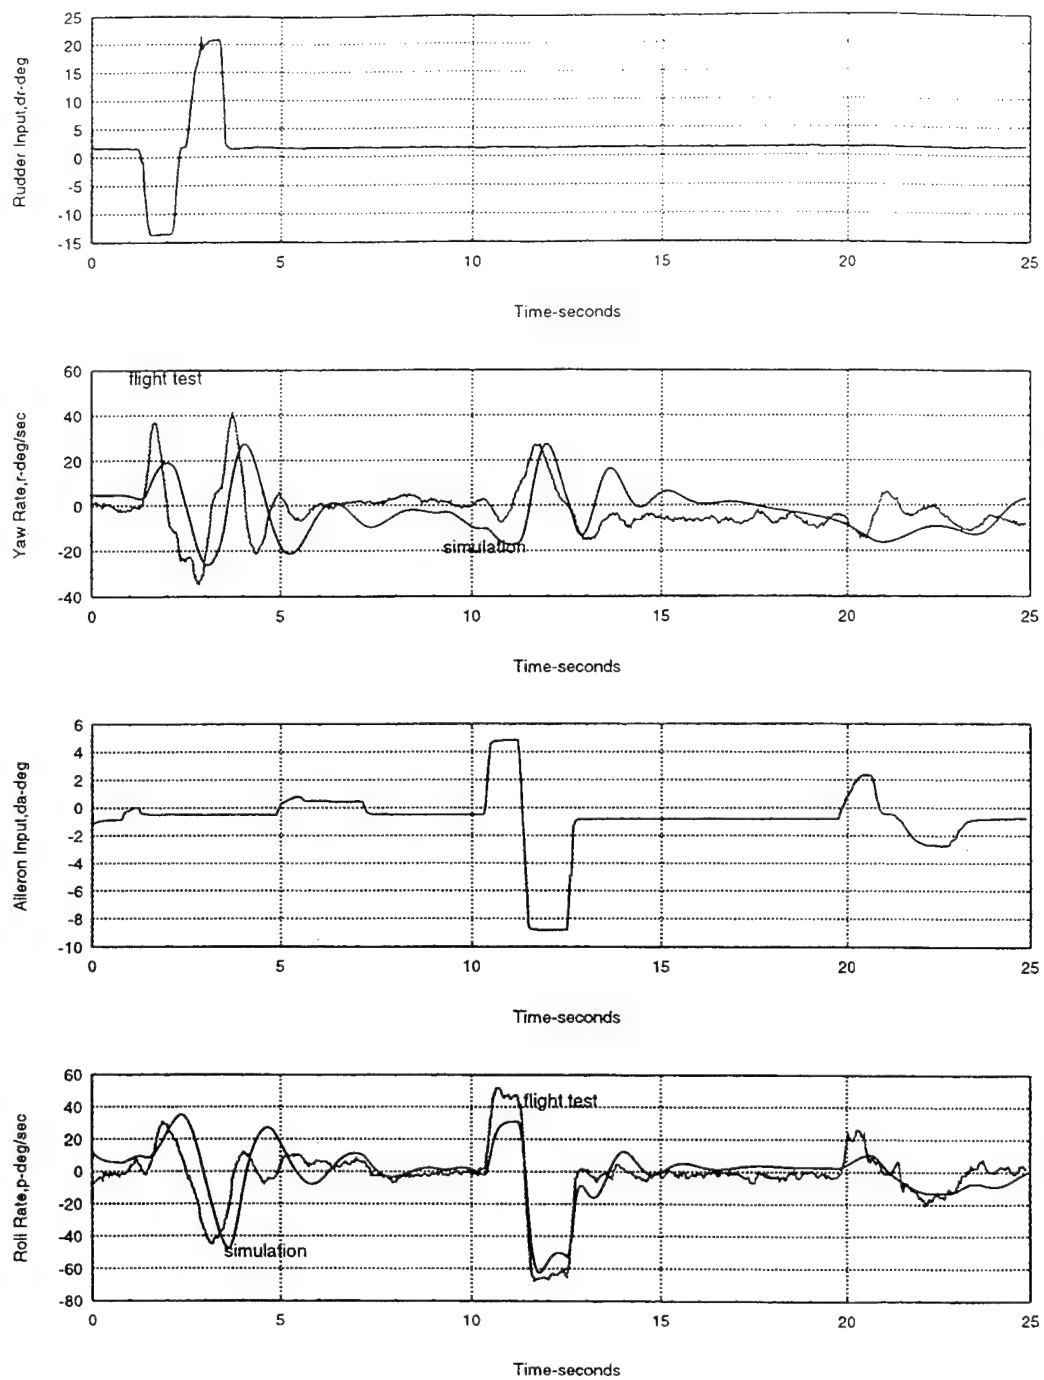 Rudder Input,dr-deg
25
20
15
10
5
0
-5
-10
-15
0 5 10 15 20 25
Time-seconds
Yaw Rate,r-deg/sec
60
40
20
0
-20
-40
flight test
simulation
0 5 10 15 20 25
Time-seconds
Aileron Input,da-deg
6
4
2
0
-2
-4
-6
-8
-10
0 5 10 15 20 25
Time-seconds
Roll Rate,p-deg/sec
60
40
20
0
-20
-40
-60
-80
flight test
simulation
0 5 10 15 20 25
Time-seconds